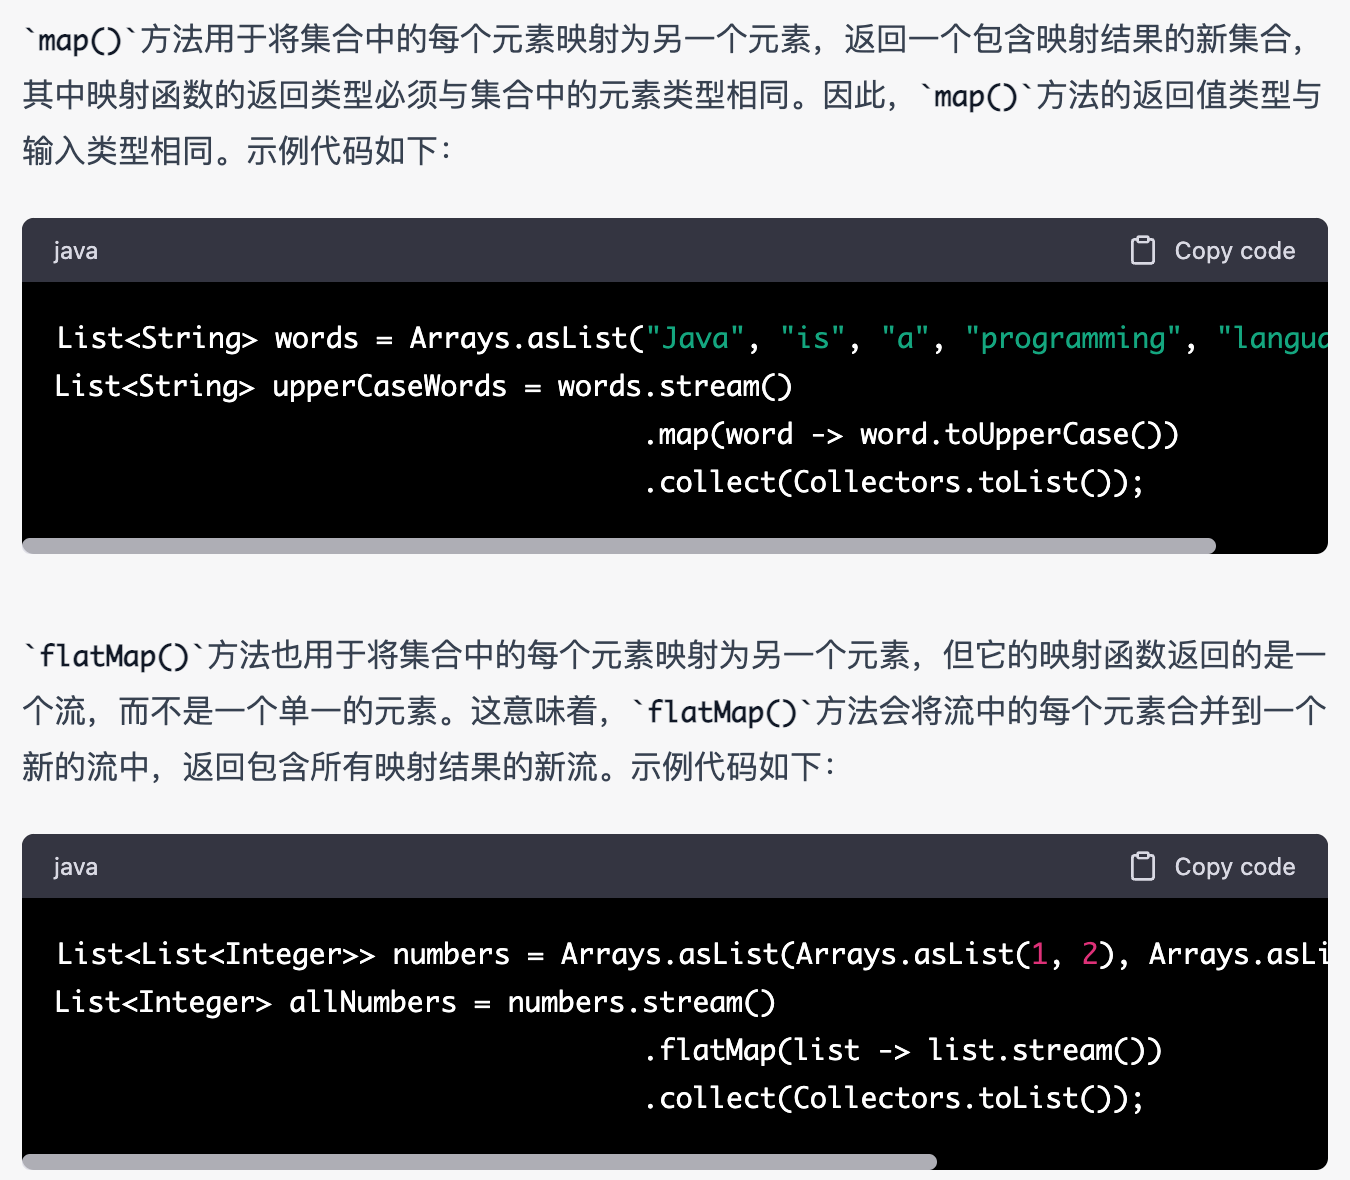 `map()`方法用于将集合中的每个元素映射为另一个元素，返回一个包含映射结果的新集合，
其中映射函数的返回类型必须与集合中的元素类型相同。因此，`map()`方法的返回值类型与
输入类型相同。示例代码如下：
java
Copy code
List<String> words = Arrays.asList("Java", "is", "a", "programming", "langua
List<String> upperCaseWords = words.stream()
.map(word -> word.toUpperCase())
.collect(Collectors.toList());
`flatMap()`方法也用于将集合中的每个元素映射为另一个元素，但它的映射函数返回的是一
个流，而不是一个单一的元素。这意味着，`flatMap()`方法会将流中的每个元素合并到一个
新的流中，返回包含所有映射结果的新流。示例代码如下：
java
Copy code
List<List<Integer>> numbers = Arrays.asList(Arrays.asList(1, 2), Arrays.asLi
List<Integer> allNumbers = numbers.stream()
.flatMap(list -> list.stream())
.collect(Collectors.toList());